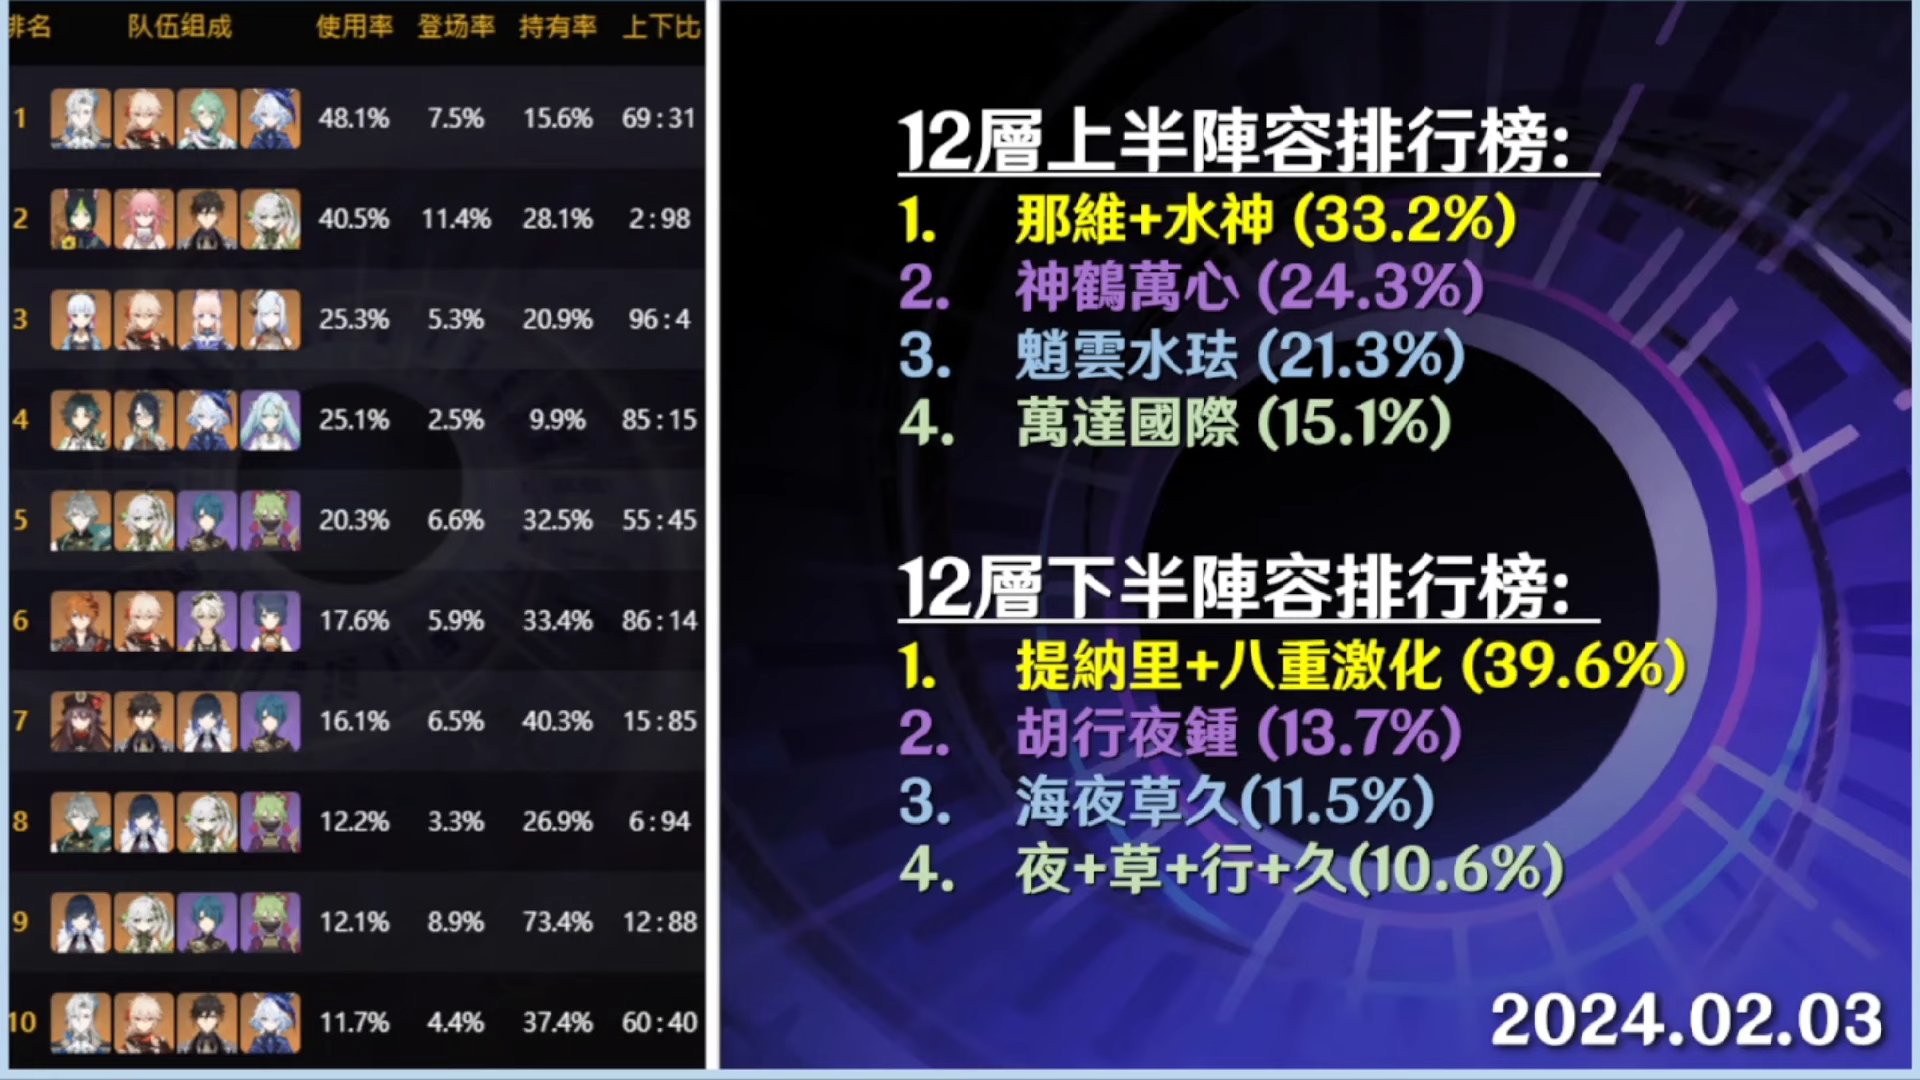 排名 队伍组成 使用率 登场率 持有率 上下比
1 48.1% 7.5% 15.6% 69:31
2 40.5% 11.4% 28.1% 2:98
3 25.3% 5.3% 20.9% 96:4
4 25.1% 2.5% 9.9% 85:15
5 20.3% 6.6% 32.5% 55:45
6 17.6% 5.9% 33.4% 86:14
7 16.1% 6.5% 40.3% 15:85
8 12.2% 3.3% 26.9% 6:94
9 12.1% 8.9% 73.4% 12:88
10 11.7% 4.4% 37.4% 60:40
12層上半陣容排行榜:
1. 那維+水神 (33.2%)
2. 神鶴萬心 (24.3%)
3. 魈雲水珐 (21.3%)
4. 萬達國際 (15.1%)
12層下半陣容排行榜:
1. 提納里+八重激化 (39.6%)
2. 胡行夜鍾 (13.7%)
3. 海夜草久(11.5%)
4. 夜+草+行+久(10.6%)
2024.02.03